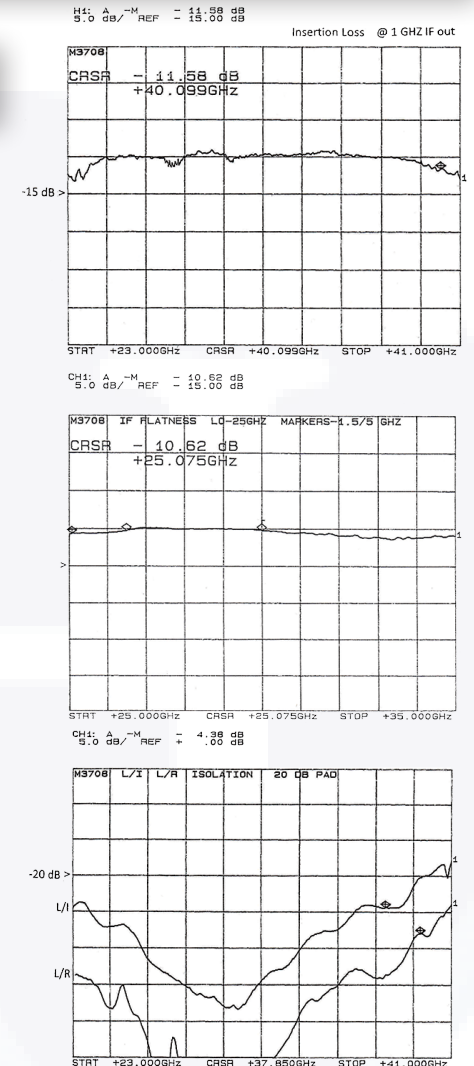 H1: A -M - 11.58 dB
5.0 dB/ REF - 15.00 dB
Insertion Loss @ 1 GHZ IF out
M3708
CRSR - 11.58 dB
+40.099GHz
-15 dB >
1
STRT +23.000GHz CRSR +40.099GHz STOP +41.000GHz
CH1: A -M - 10.62 dB
5.0 dB/ REF - 15.00 dB
M3708 IF FLATNESS LO-25GHZ MARKERS-1.5/5 GHZ
CRSR - 10.62 dB
+25.075GHz
1
>
STRT +25.000GHz CRSR +25.075GHz STOP +35.000GHz
CH1: A -M - 4.38 dB
5.0 dB/ REF + .00 dB
M3708 L/I L/R ISOLATION 20 DB PAD
1
-20 dB >
L/I
1
L/R
STRT +23.000GHz CRSR +37.850GHz STOP +41.000GHz